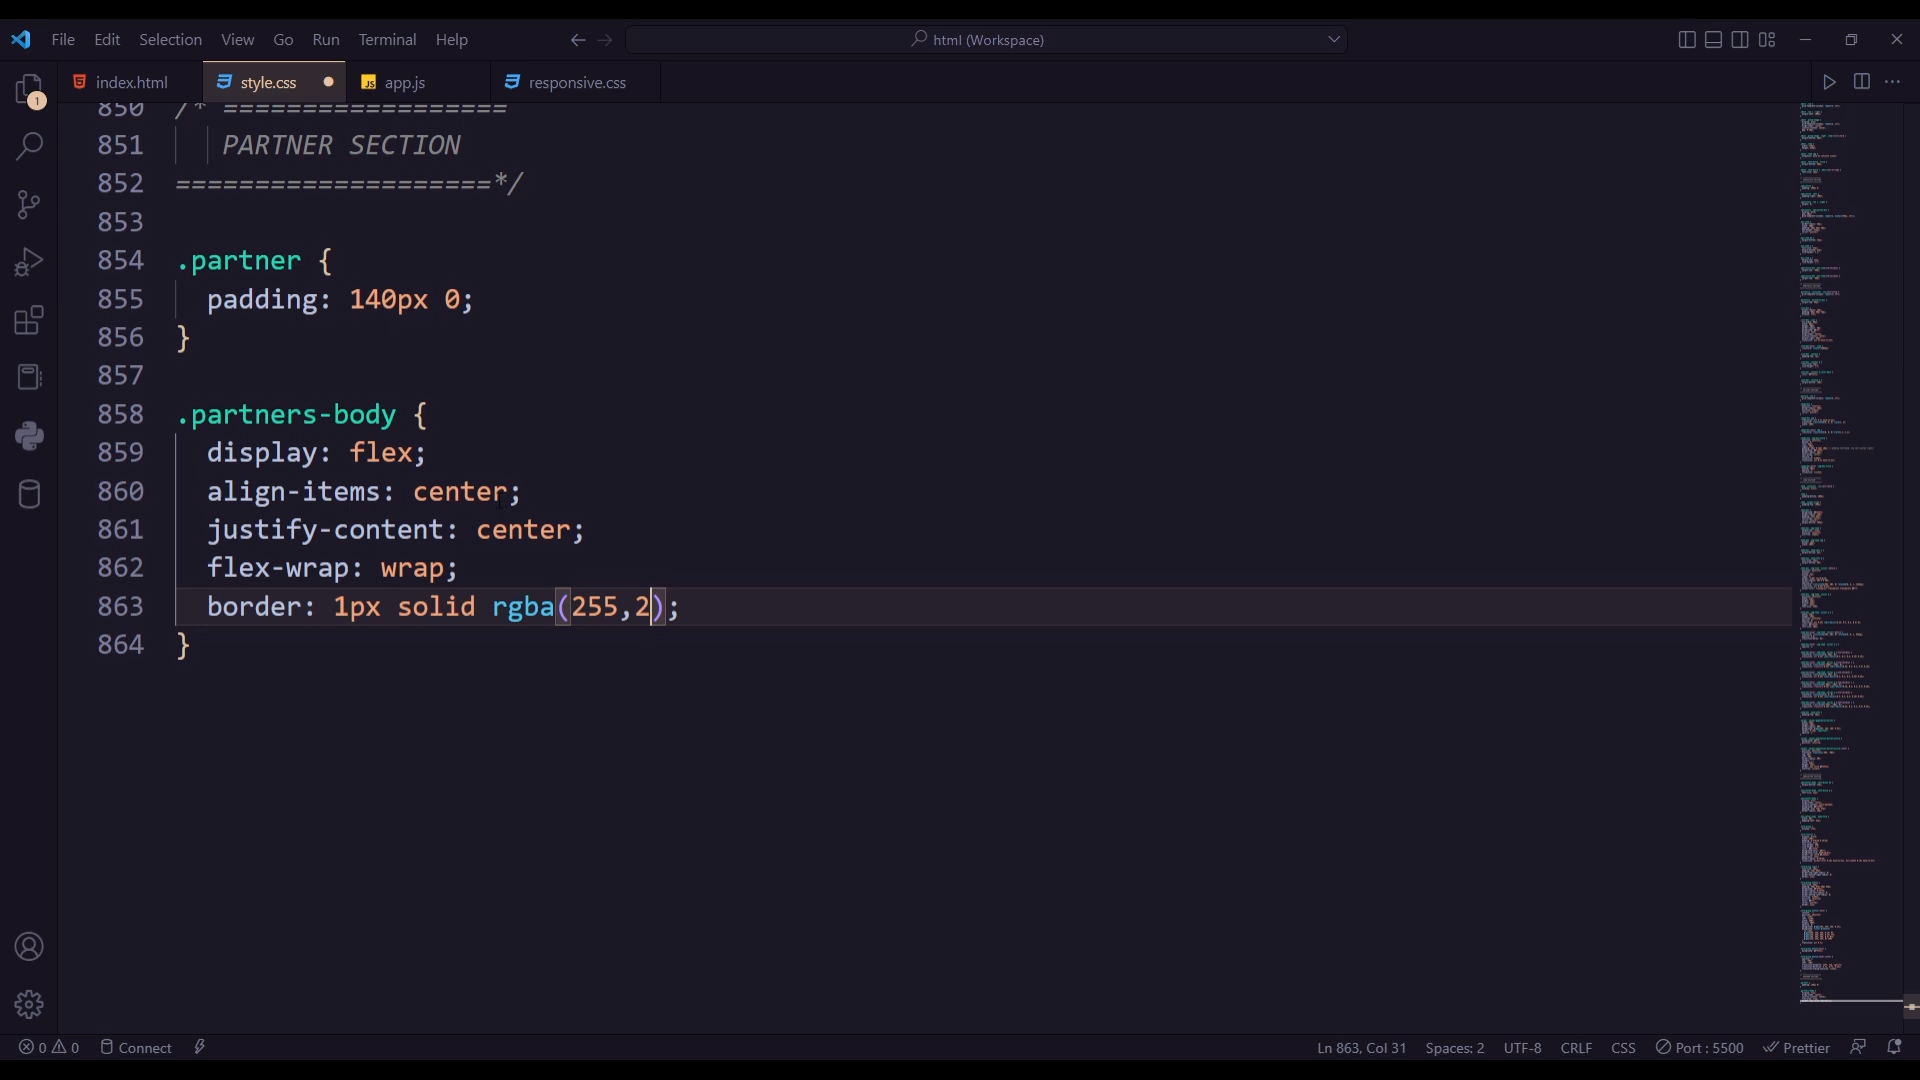 File Edit Selection View Go Run Terminal Help html (Workspace)
index.html style.css app.js responsive.css
1
850 /* ==================
851 PARTNER SECTION
852 ====================*/
853
854 .partner {
855 padding: 140px 0;
856 }
857
858 .partners-body {
859 display: flex;
860 align-items: center;
861 justify-content: center;
862 flex-wrap: wrap;
863 border: 1px solid rgba(255,2);
864 }
0 0 Connect Ln 863, Col 31 Spaces: 2 UTF-8 CRLF CSS Port : 5500 Prettier